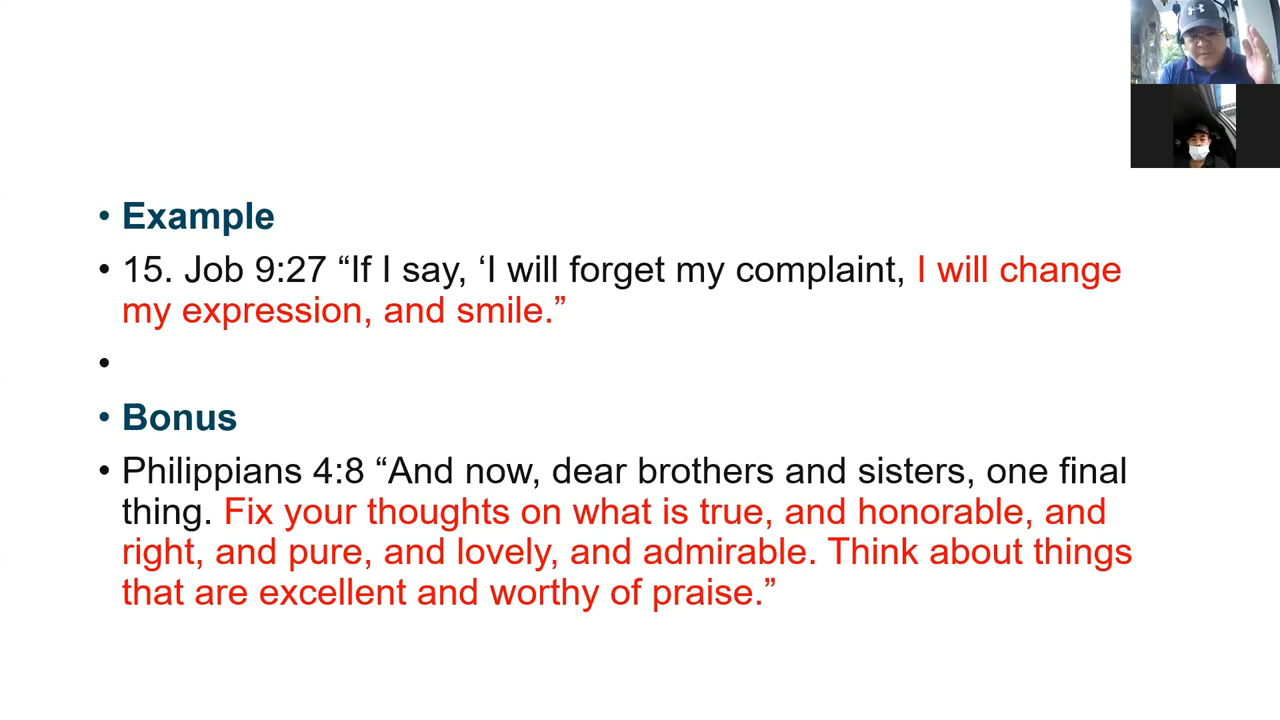 • Example
• 15. Job 9:27 “If I say, ‘I will forget my complaint, I will change
my expression, and smile.”
•
• Bonus
• Philippians 4:8 “And now, dear brothers and sisters, one final
thing. Fix your thoughts on what is true, and honorable, and
right, and pure, and lovely, and admirable. Think about things
that are excellent and worthy of praise.”